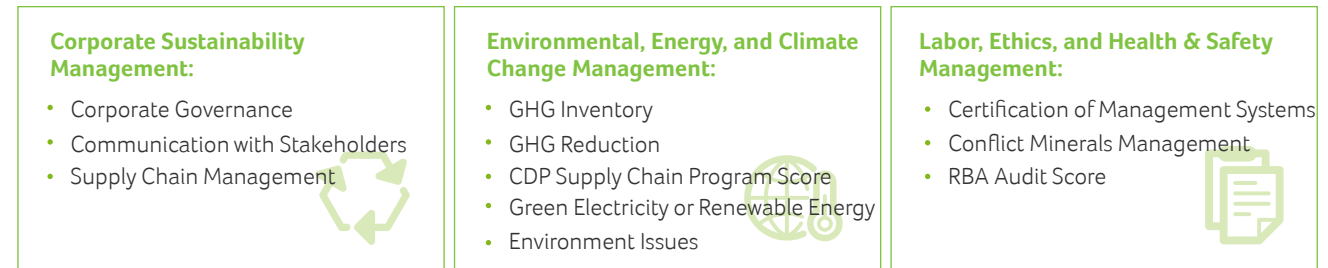 Corporate Sustainability
Management:
• Corporate Governance
• Communication with Stakeholders
• Supply Chain Management
Environmental, Energy, and Climate
Change Management:
• GHG Inventory
• GHG Reduction
• CDP Supply Chain Program Score
• Green Electricity or Renewable Energy
• Environment Issues
Labor, Ethics, and Health & Safety
Management:
• Certification of Management Systems
• Conflict Minerals Management
• RBA Audit Score